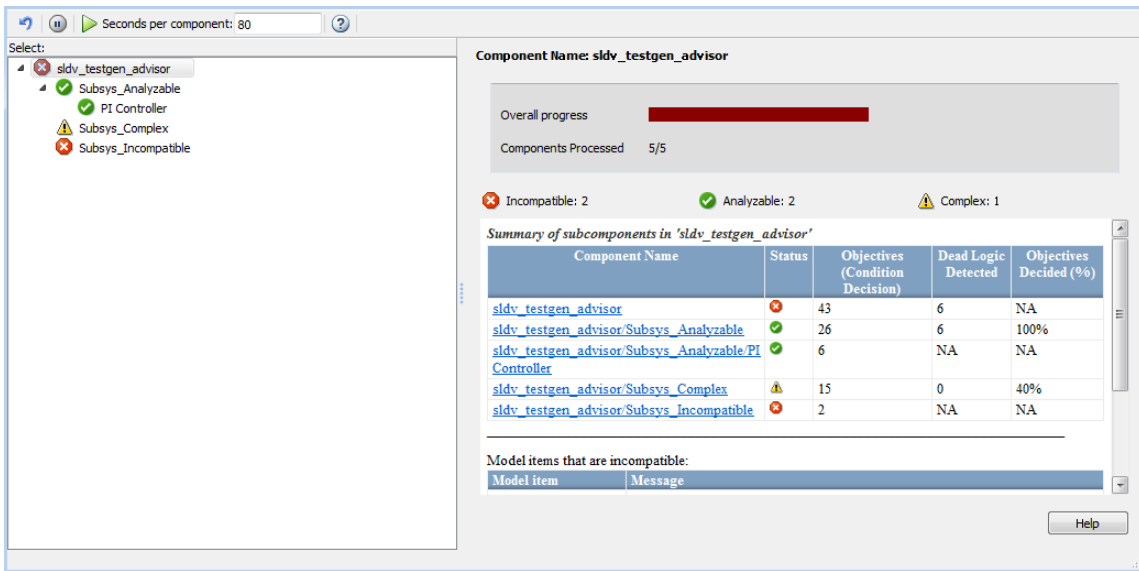 Seconds per component: 80
Select:
sldv_testgen_advisor
Subsys_Analyzable
PI Controller
Subsys_Complex
Subsys_Incompatible
Component Name: sldv_testgen_advisor
Overall progress
Components Processed 5/5
Incompatible: 2 Analyzable: 2 Complex: 1
Summary of subcomponents in 'sldv_testgen_advisor'
Component Name Status Objectives (Condition Decision) Dead Logic Detected Objectives Decided (%)
sldv_testgen_advisor 43 6 NA
sldv_testgen_advisor/Subsys_Analyzable 26 6 100%
sldv_testgen_advisor/Subsys_Analyzable/PI 6 NA NA
Controller
sldv_testgen_advisor/Subsys_Complex 15 0 40%
sldv_testgen_advisor/Subsys_Incompatible 2 NA NA
Model items that are incompatible:
Model item Message
Help